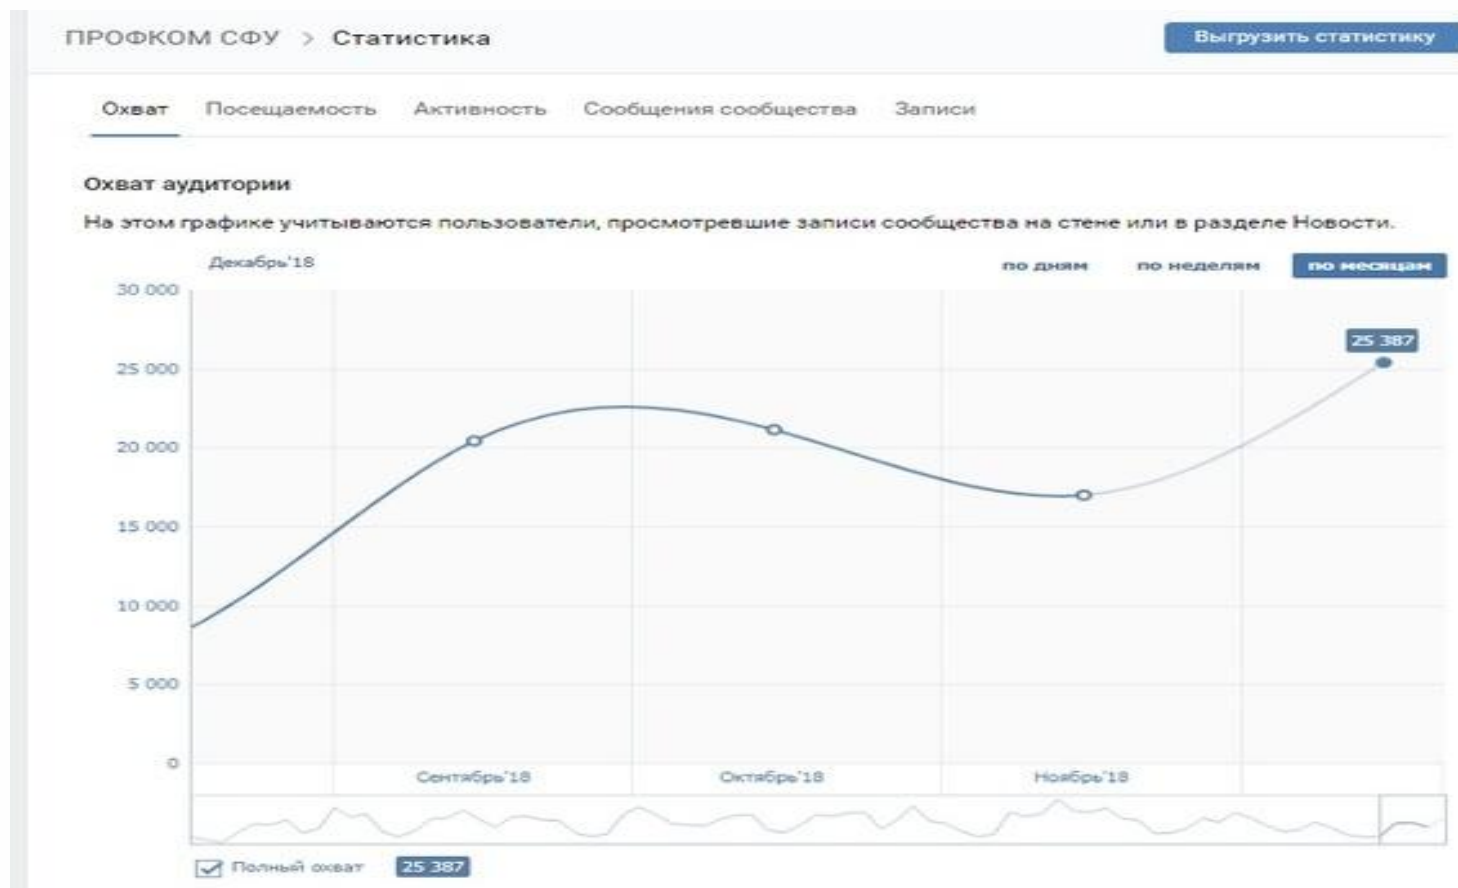 ПРОФКОМ СФУ > Статистика
Выгрузить статистику
Охват Посещаемость Активность Сообщения сообщества Записи
Охват аудитории
На этом графике учитываются пользователи, просмотревшие записи сообщества на стене или в разделе Новости.
Декабрь'18
по дням по неделям по месяцам
30 000
25 387
25 000
20 000
15 000
10 000
5 000
0
Сентябрь'18 Октябрь'18 Ноябрь'18
Полный охват 25 387